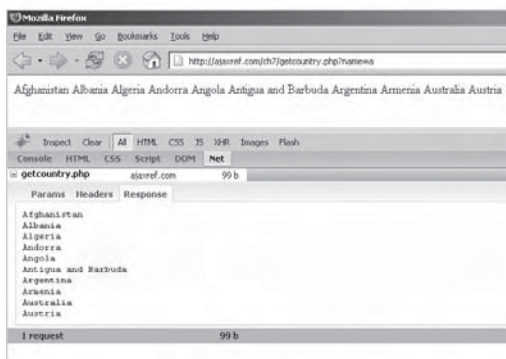 Mozilla Firefox
File Edit View Go Bookmarks Tools Help
http://ajaxref.com/ch7/getcountry.php?name=a
Afghanistan Albania Algeria Andorra Angola Antigua and Barbuda Argentina Armenia Australia Austria
Inspect Clear All HTML CSS JS XHR Images Flash
Console HTML CSS Script DOM Net
getcountry.php ajaxref.com 99 b
Params Headers Response
Afghanistan
Albania
Algeria
Andorra
Angola
Antigua and Barbuda
Argentina
Armenia
Australia
Austria
1 request 99 b